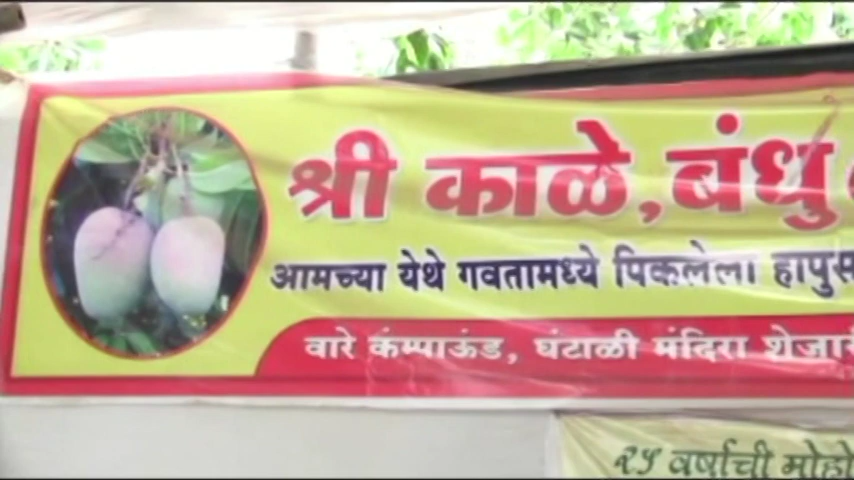 श्री काळे, बंधु
आमच्या येथे गवतामध्ये पिकलेला हापुस
वारे कंम्पाऊंड, घंटाळी मंदिरा शेजारी
२५ वर्षाची मोहो